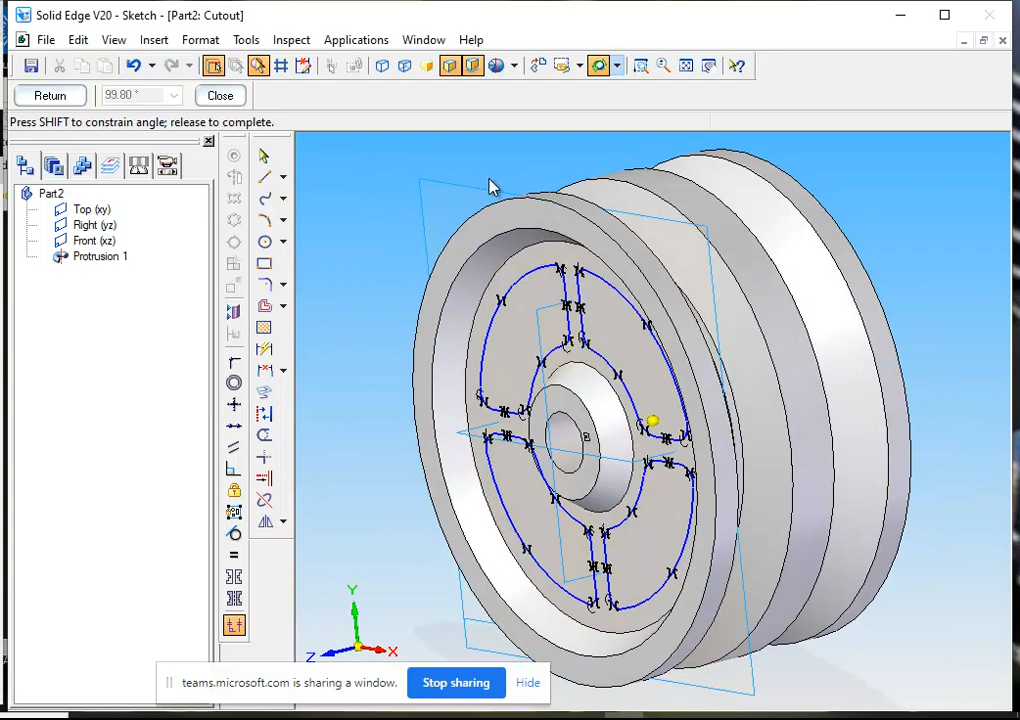 Solid Edge V20 - Sketch - [Part2: Cutout]
File Edit View Insert Format Tools Inspect Applications Window Help
Return 99.80 ° Close
Press SHIFT to constrain angle; release to complete.
Part2
Top (xy)
Right (yz)
Front (xz)
Protrusion 1
Y
Z X
teams.microsoft.com is sharing a window. Stop sharing Hide